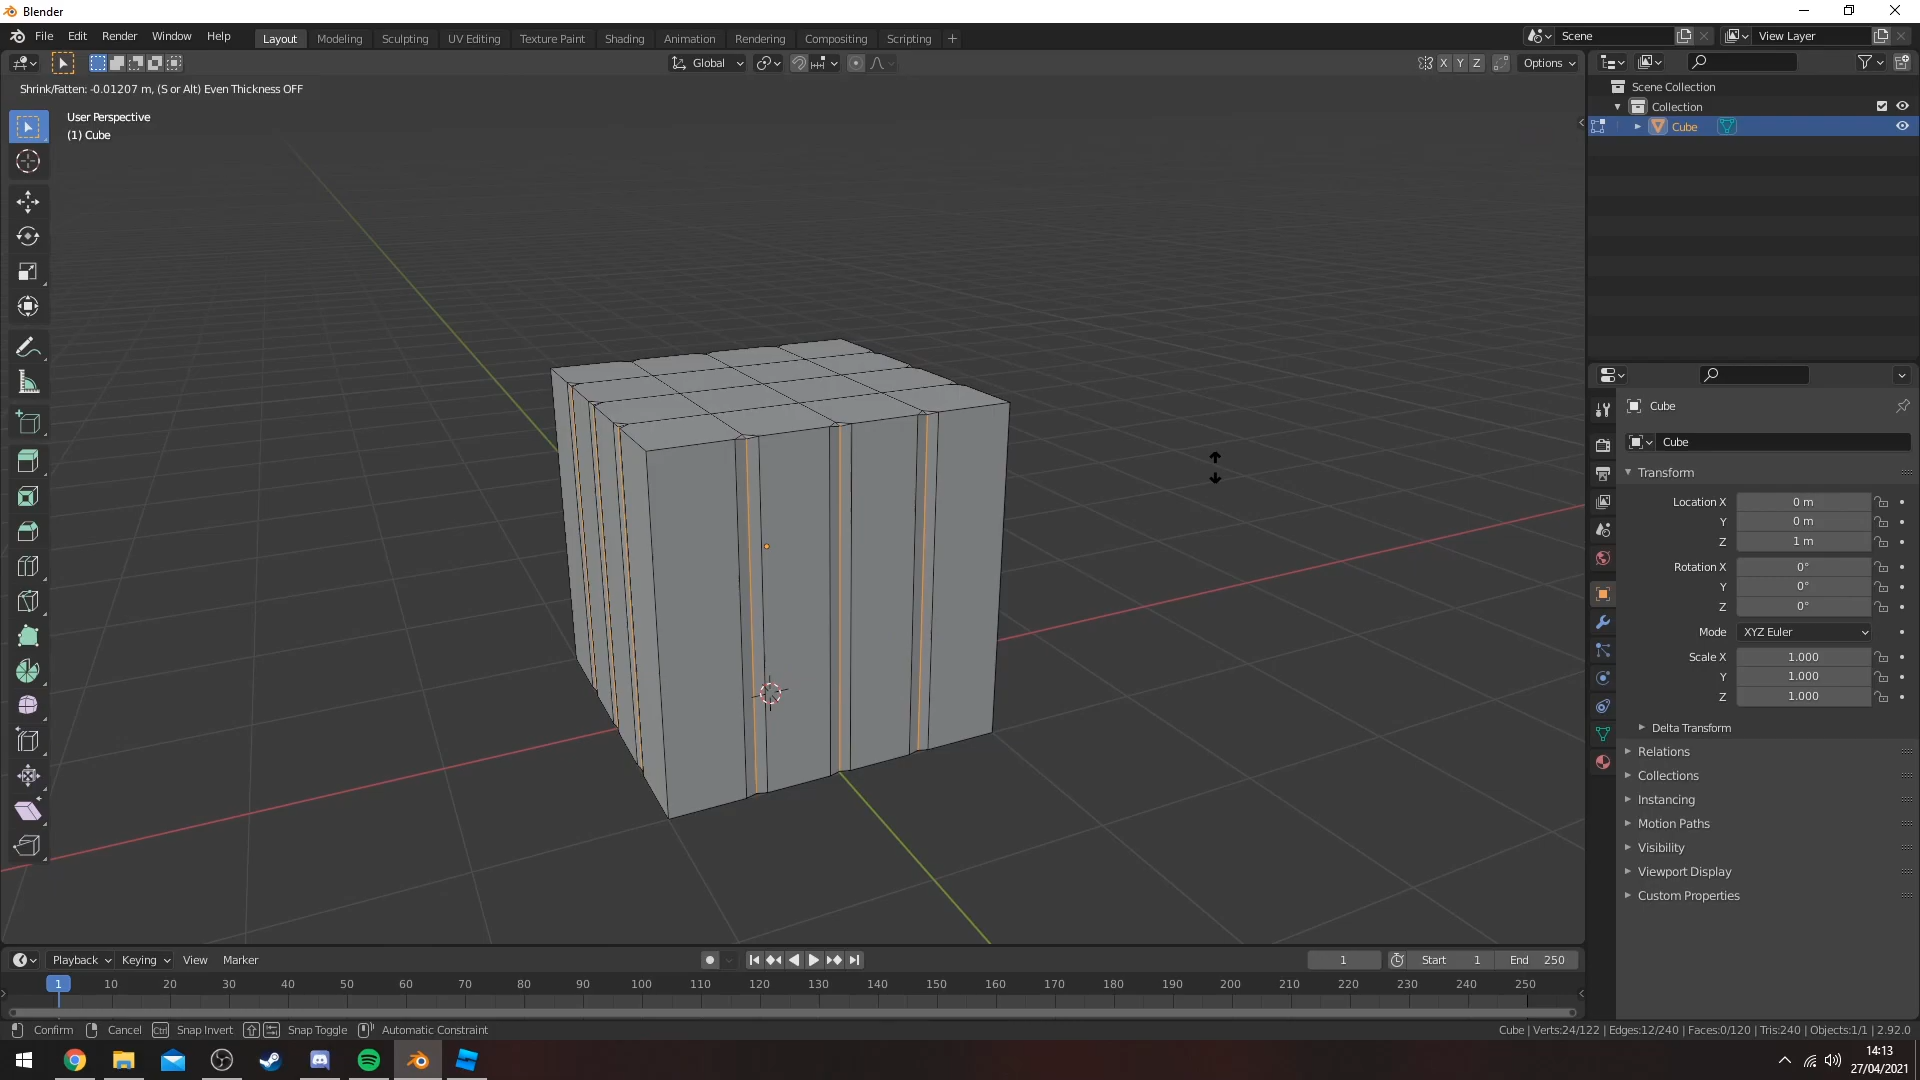 Blender
File Edit Render Window Help
Layout Modeling Sculpting UV Editing Texture Paint Shading Animation Rendering Compositing Scripting +
Scene
View Layer
Global
X Y Z
Options
Shrink/Fatten: -0.01207 m, (S or Alt) Even Thickness OFF
User Perspective
(1) Cube
Scene Collection
Collection
Cube
Cube
Cube
Transform
Location X 0 m
Y 0 m
Z 1 m
Rotation X 0°
Y 0°
Z 0°
Mode XYZ Euler
Scale X 1.000
Y 1.000
Z 1.000
Delta Transform
Relations
Collections
Instancing
Motion Paths
Visibility
Viewport Display
Custom Properties
Playback Keying View Marker
1
Start 1
End 250
1 10 20 30 40 50 60 70 80 90 100 110 120 130 140 150 160 170 180 190 200 210 220 230 240 250
Confirm Cancel Ctrl Snap Invert Snap Toggle Automatic Constraint
Cube | Verts:24/122 | Edges:12/240 | Faces:0/120 | Tris:240 | Objects:1/1 | 2.92.0
14:13
27/04/2021